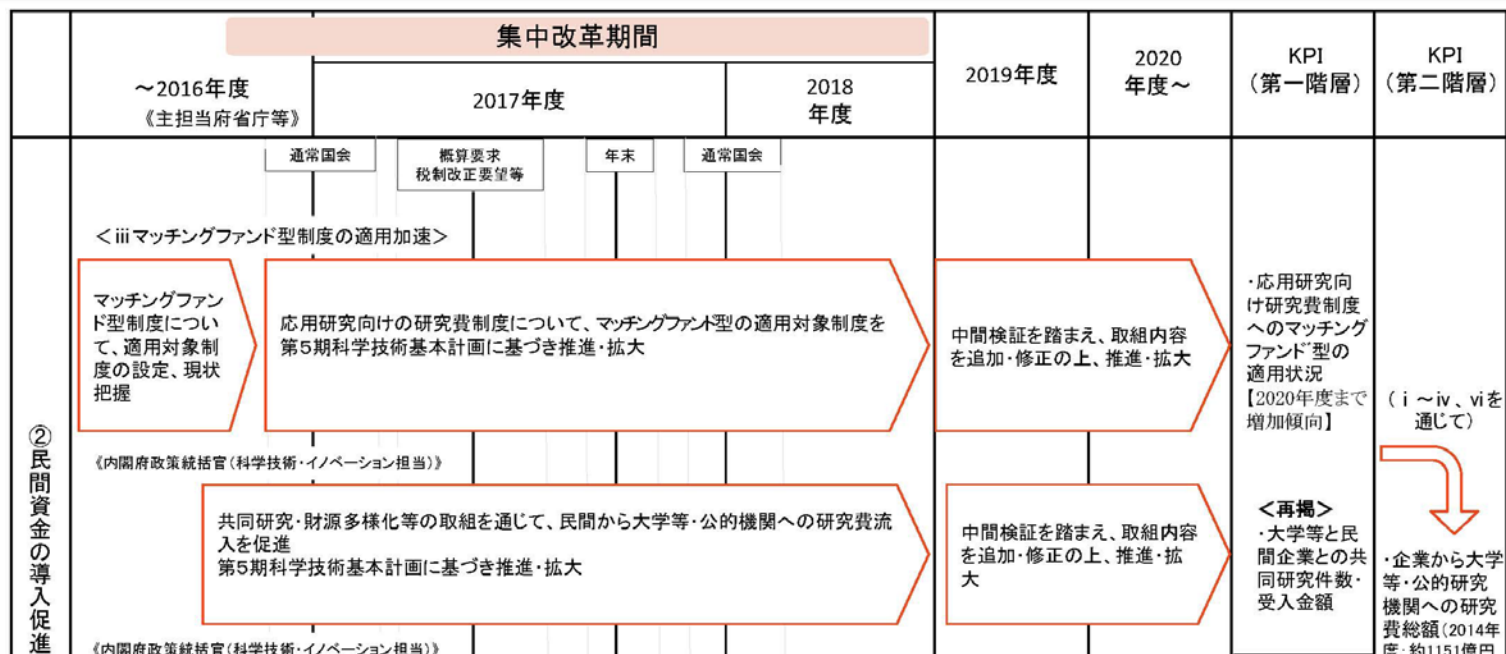 集中改革期間
～2016年度
《主担当府省庁等》
2017年度
2018
年度
2019年度
2020
年度～
KPI
（第一階層）
KPI
（第二階層）
通常国会
概算要求
税制改正要望等
年末
通常国会
②民間資金の導入促進
＜ⅲマッチングファンド型制度の適用加速＞
マッチングファン
ド型制度につい
て、適用対象制
度の設定、現状
把握
応用研究向けの研究費制度について、マッチングファンド型の適用対象制度を
第５期科学技術基本計画に基づき推進・拡大
中間検証を踏まえ、取組内容
を追加・修正の上、推進・拡大
・応用研究向
け研究費制度
へのマッチング
ファンド型の
適用状況
【2020年度まで
増加傾向】
（ⅰ～ⅳ、ⅵを
通じて）
《内閣府政策統括官（科学技術・イノベーション担当）》
共同研究・財源多様化等の取組を通じて、民間から大学等・公的機関への研究費流
入を促進
第５期科学技術基本計画に基づき推進・拡大
中間検証を踏まえ、取組内容
を追加・修正の上、推進・拡
大
＜再掲＞
・大学等と民
間企業との共
同研究件数・
受入金額
・企業から大学
等・公的研究
機関への研究
費総額（2014年
度：約1151億円
《内閣府政策統括官（科学技術・イノベーション担当）》